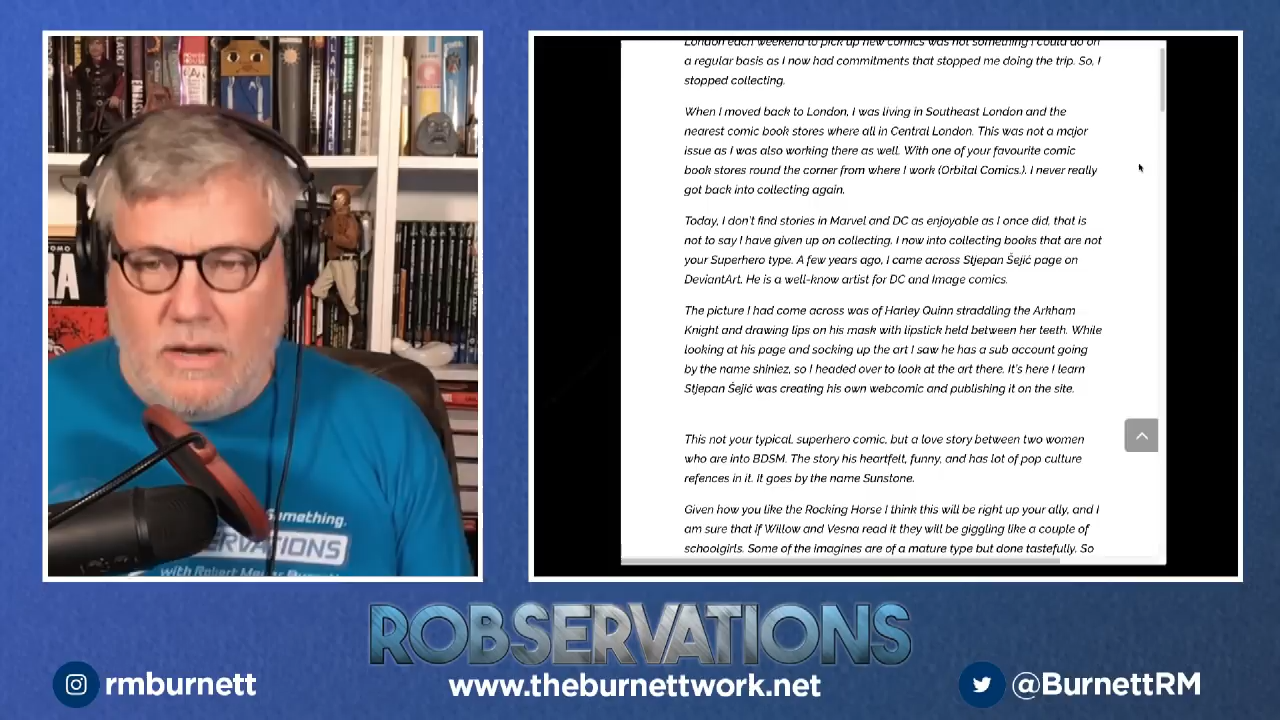 London each weekend to pick up new comics was not something I could do on
a regular basis as I now had commitments that stopped me doing the trip. So, I
stopped collecting.
When I moved back to London, I was living in Southeast London and the
nearest comic book stores where all in Central London. This was not a major
issue as I was also working there as well. With one of your favourite comic
book stores round the corner from where I work (Orbital Comics.). I never really
got back into collecting again.
Today, I don't find stories in Marvel and DC as enjoyable as I once did, that is
not to say I have given up on collecting. I now into collecting books that are not
your Superhero type. A few years ago, I came across Stjepan Šejić page on
DeviantArt. He is a well-know artist for DC and Image comics.
The picture I had come across was of Harley Quinn straddling the Arkham
Knight and drawing lips on his mask with lipstick held between her teeth. While
looking at his page and socking up the art I saw he has a sub account going
by the name shiniez, so I headed over to look at the art there. It's here I learn
Stjepan Šejić was creating his own webcomic and publishing it on the site.
This not your typical, superhero comic, but a love story between two women
who are into BDSM. The story his heartfelt, funny, and has lot of pop culture
refences in it. It goes by the name Sunstone.
Given how you like the Rocking Horse I think this will be right up your ally, and I
am sure that if Willow and Vesna read it they will be giggling like a couple of
schoolgirls. Some of the imagines are of a mature type but done tastefully. So
Something.
ERVATIONS
with Robert Meyer Burnett
ROBSERVATIONS
rmburnett
www.theburnettwork.net
@BurnettRM